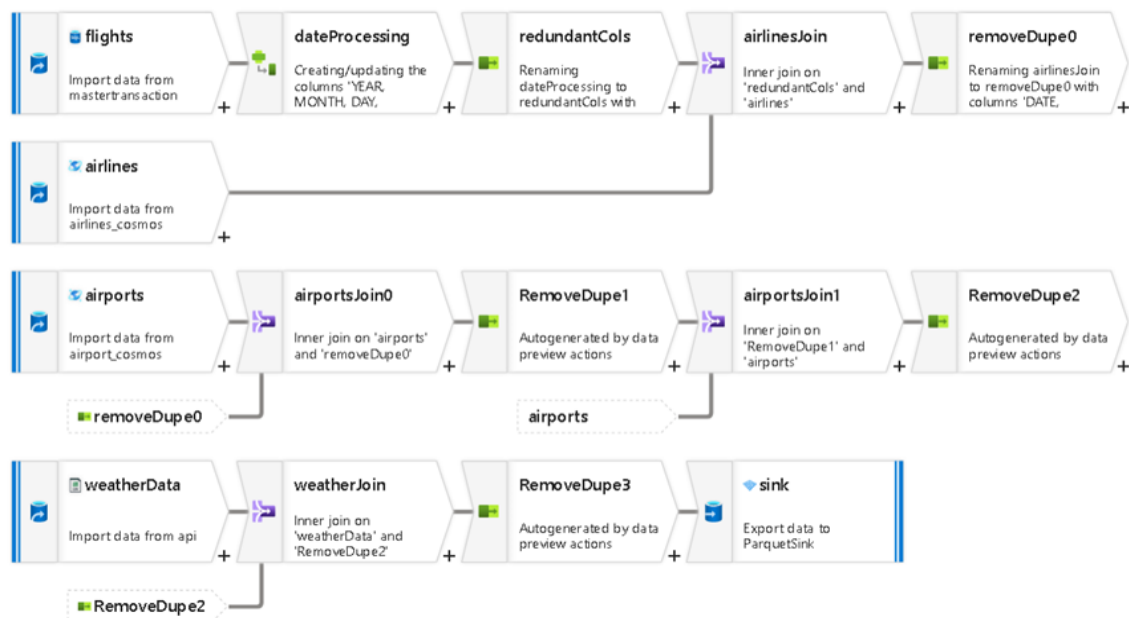 flights
Import data from
mastertransaction
+
dateProcessing
Creating/updating the
columns 'YEAR,
MONTH, DAY,
+
redundantCols
Renaming
dateProcessing to
redundantCols with
+
airlinesJoin
Inner join on
'redundantCols' and
'airlines'
+
removeDupe0
Renaming airlinesJoin
to removeDupe0 with
columns 'DATE,
+
airlines
Import data from
airlines_cosmos
+
airports
Import data from
airport_cosmos
+
airportsJoin0
Inner join on 'airports'
and 'removeDupe0'
+
RemoveDupe1
Autogenerated by data
preview actions
+
airportsJoin1
Inner join on
'RemoveDupe1' and
'airports'
+
RemoveDupe2
Autogenerated by data
preview actions
+
removeDupe0
airports
weatherData
Import data from api
+
weatherJoin
Inner join on
'weatherData' and
'RemoveDupe2'
+
RemoveDupe3
Autogenerated by data
preview actions
+
sink
Export data to
ParquetSink
RemoveDupe2